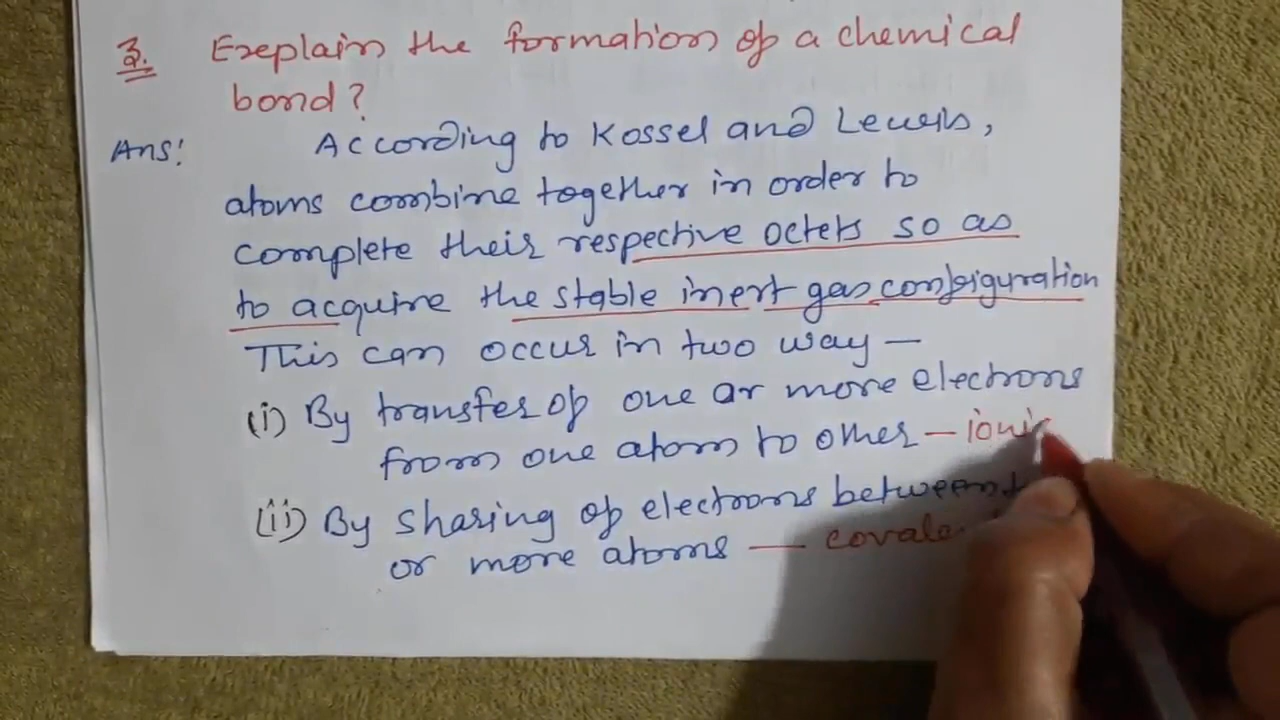 3. Explain the formation of a chemical
bond?
Ans: According to Kossel and Lewis,
atoms combine together in order to
complete their respective octets so as
to acquire the stable inert gas configuration
This can occur in two way –
(i) By transfer of one or more electrons
from one atom to other – ionic
(ii) By sharing of electrons between
or more atoms —